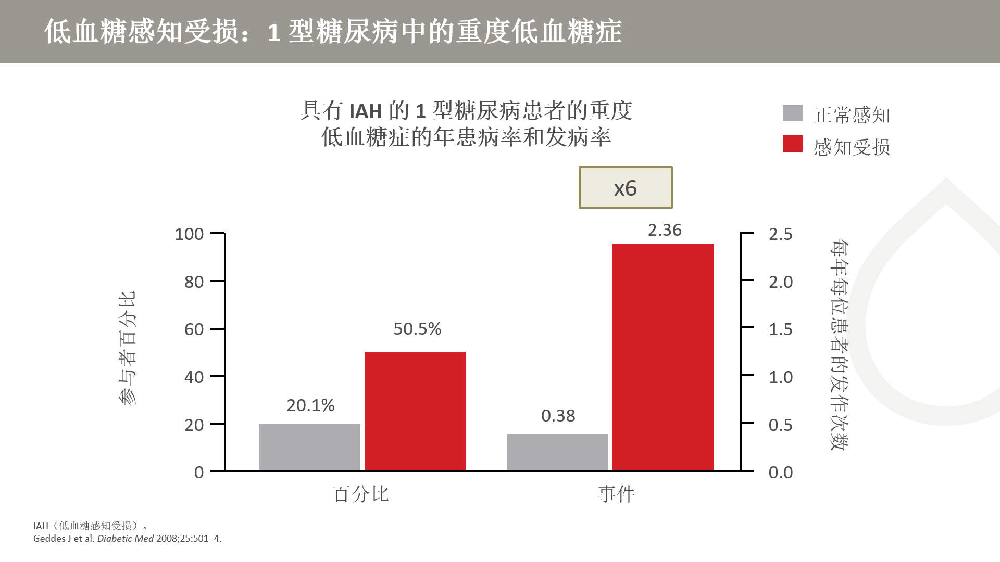 低血糖感知受损：1 型糖尿病中的重度低血糖症
具有 IAH 的 1 型糖尿病患者的重度
低血糖症的年患病率和发病率
正常感知
感知受损
x6
参与者百分比
100
80
60
40
20
0
20.1%
50.5%
0.38
2.36
2.5
2.0
1.5
1.0
0.5
0.0
每年每位患者的发作次数
百分比
事件
IAH（低血糖感知受损）。
Geddes J et al. Diabetic Med 2008;25:501–4.